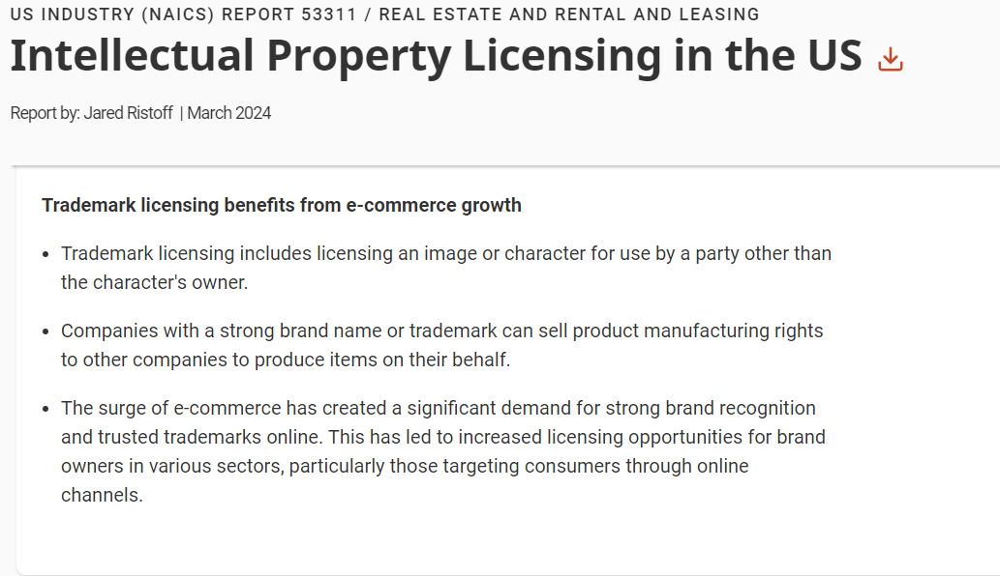 US INDUSTRY (NAICS) REPORT 53311 / REAL ESTATE AND RENTAL AND LEASING
Intellectual Property Licensing in the US
Report by: Jared Ristoff | March 2024
Trademark licensing benefits from e-commerce growth
• Trademark licensing includes licensing an image or character for use by a party other than
the character's owner.
• Companies with a strong brand name or trademark can sell product manufacturing rights
to other companies to produce items on their behalf.
• The surge of e-commerce has created a significant demand for strong brand recognition
and trusted trademarks online. This has led to increased licensing opportunities for brand
owners in various sectors, particularly those targeting consumers through online
channels.